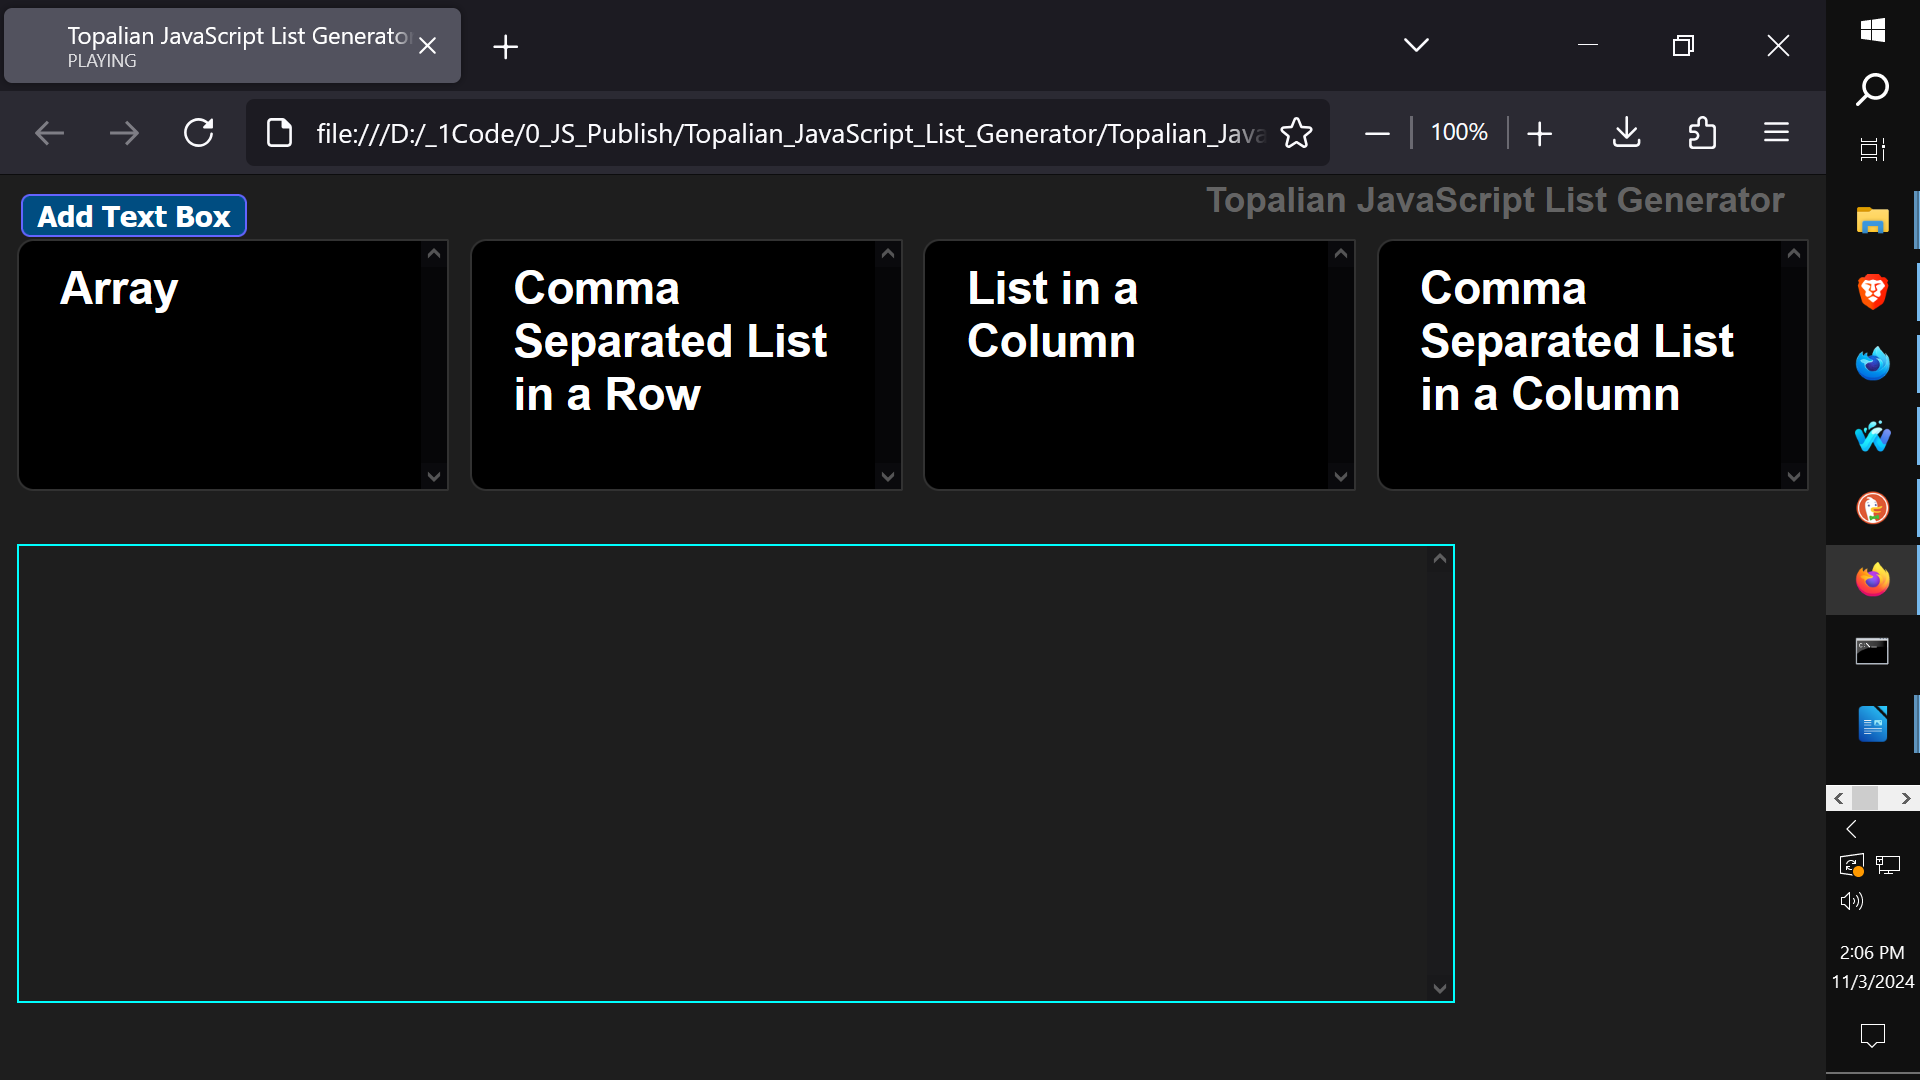 Topalian JavaScript List Generato
PLAYING
file:///D:/_1Code/0_JS_Publish/Topalian_JavaScript_List_Generator/Topalian_Java
100%
Add Text Box
Topalian JavaScript List Generator
Array
Comma
Separated List
in a Row
List in a
Column
Comma
Separated List
in a Column
2:06 PM
11/3/2024